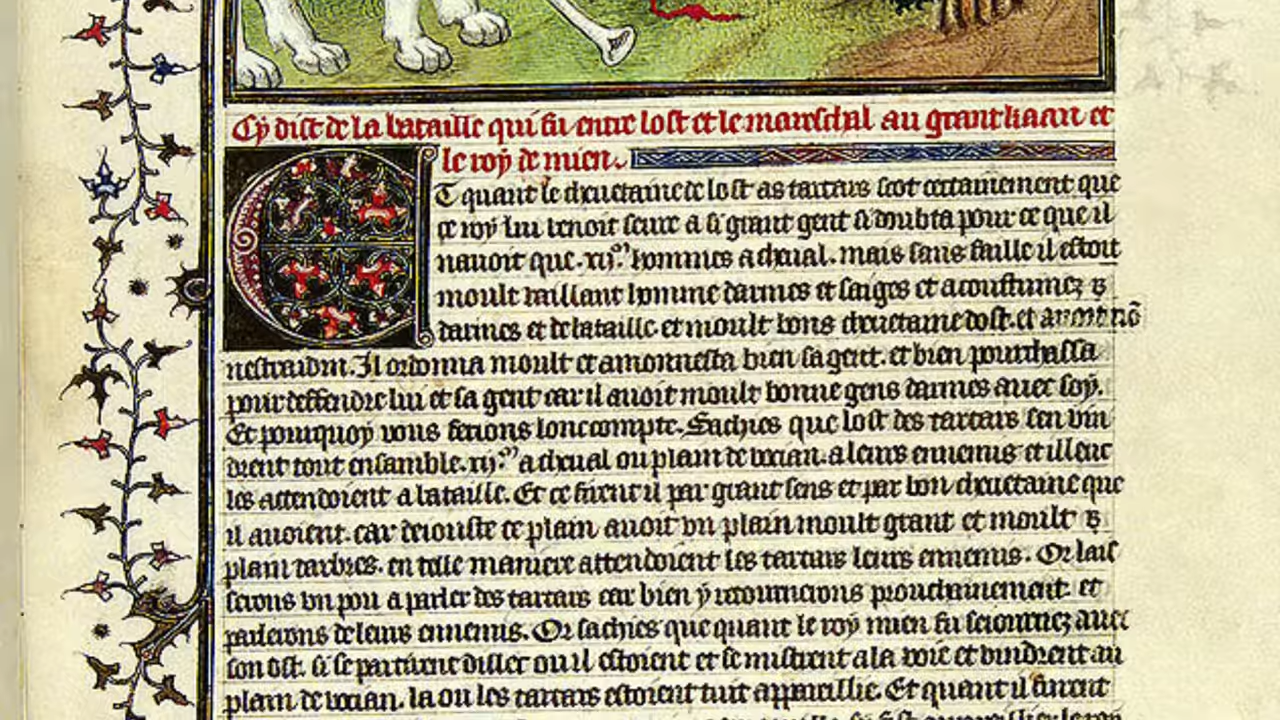 Cy dist de la bataille qui fu entre lost et le mareschal au grant kaan et
le roy de mien.
Et quant le cheuetaine de lost as tartars scot certainement que
ce roy lui venoit seure a si grant gent si doubta pour ce que il
nauoit que .xij.m hommes a cheual. mais sans faille il estoit
moult vaillant homme darmes et saiges et acoustumez
darmes et de bataille. et moult bons cheuetaine dost. et
Il ordonna moult et amonnesta bien sa gent. et bien pourchassa
pour deffendre lui et sa gent car il auoit moult bonne gens darmes auec soy.
Et pourquoy vous ferons lonc compte. Sachies que lost des tartars sen vin
drent tout ensamble .xij.m a cheual ou plain de vocian. a leurs ennemis et illeuc
les attendoient a bataille. Et ce firent il par grant sens et par bon cheuetaine que
il auoient. car deiouste ce plain auoit vn plain moult grant et moult
plain darbres. en telle maniere attendoient les tartars leurs ennemis. Or lais
serons vn pou a parler des tartars car bien y retournerons prouchainement. et
parlerons de leurs ennemis. Or sachies que quant le roy mien fu seiournez auec
son ost. si se partirent dillec ou il estoient et se mistrent a la voie et vindrent au
plain de vocian. la ou les tartars estoient tuit appareillie. Et quant il furent